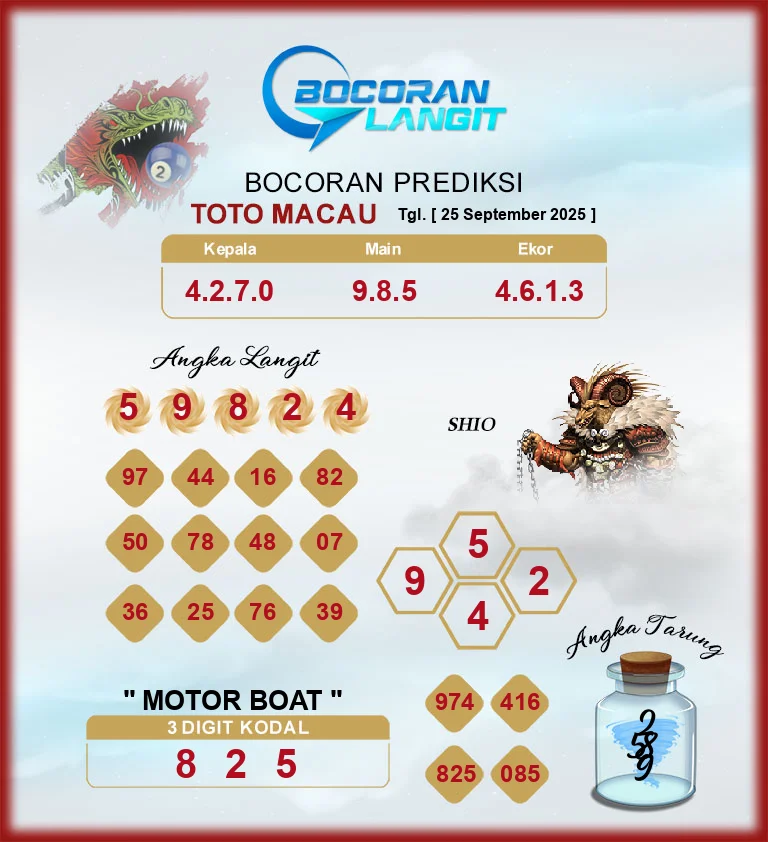 BOCORAN
LANGIT
2
BOCORAN PREDIKSI
TOTO MACAU Tgl. [ 25 September 2025 ]
Kepala Main Ekor
4.2.7.0 9.8.5 4.6.1.3
Angka Langit
5 9 8 2 4
SHIO
97 44 16 82
50 78 48 07
36 25 76 39
5
9 2
4
Angka Tarung
" MOTOR BOAT "
3 DIGIT KODAL
8 2 5
974 416
825 085
2
58
9